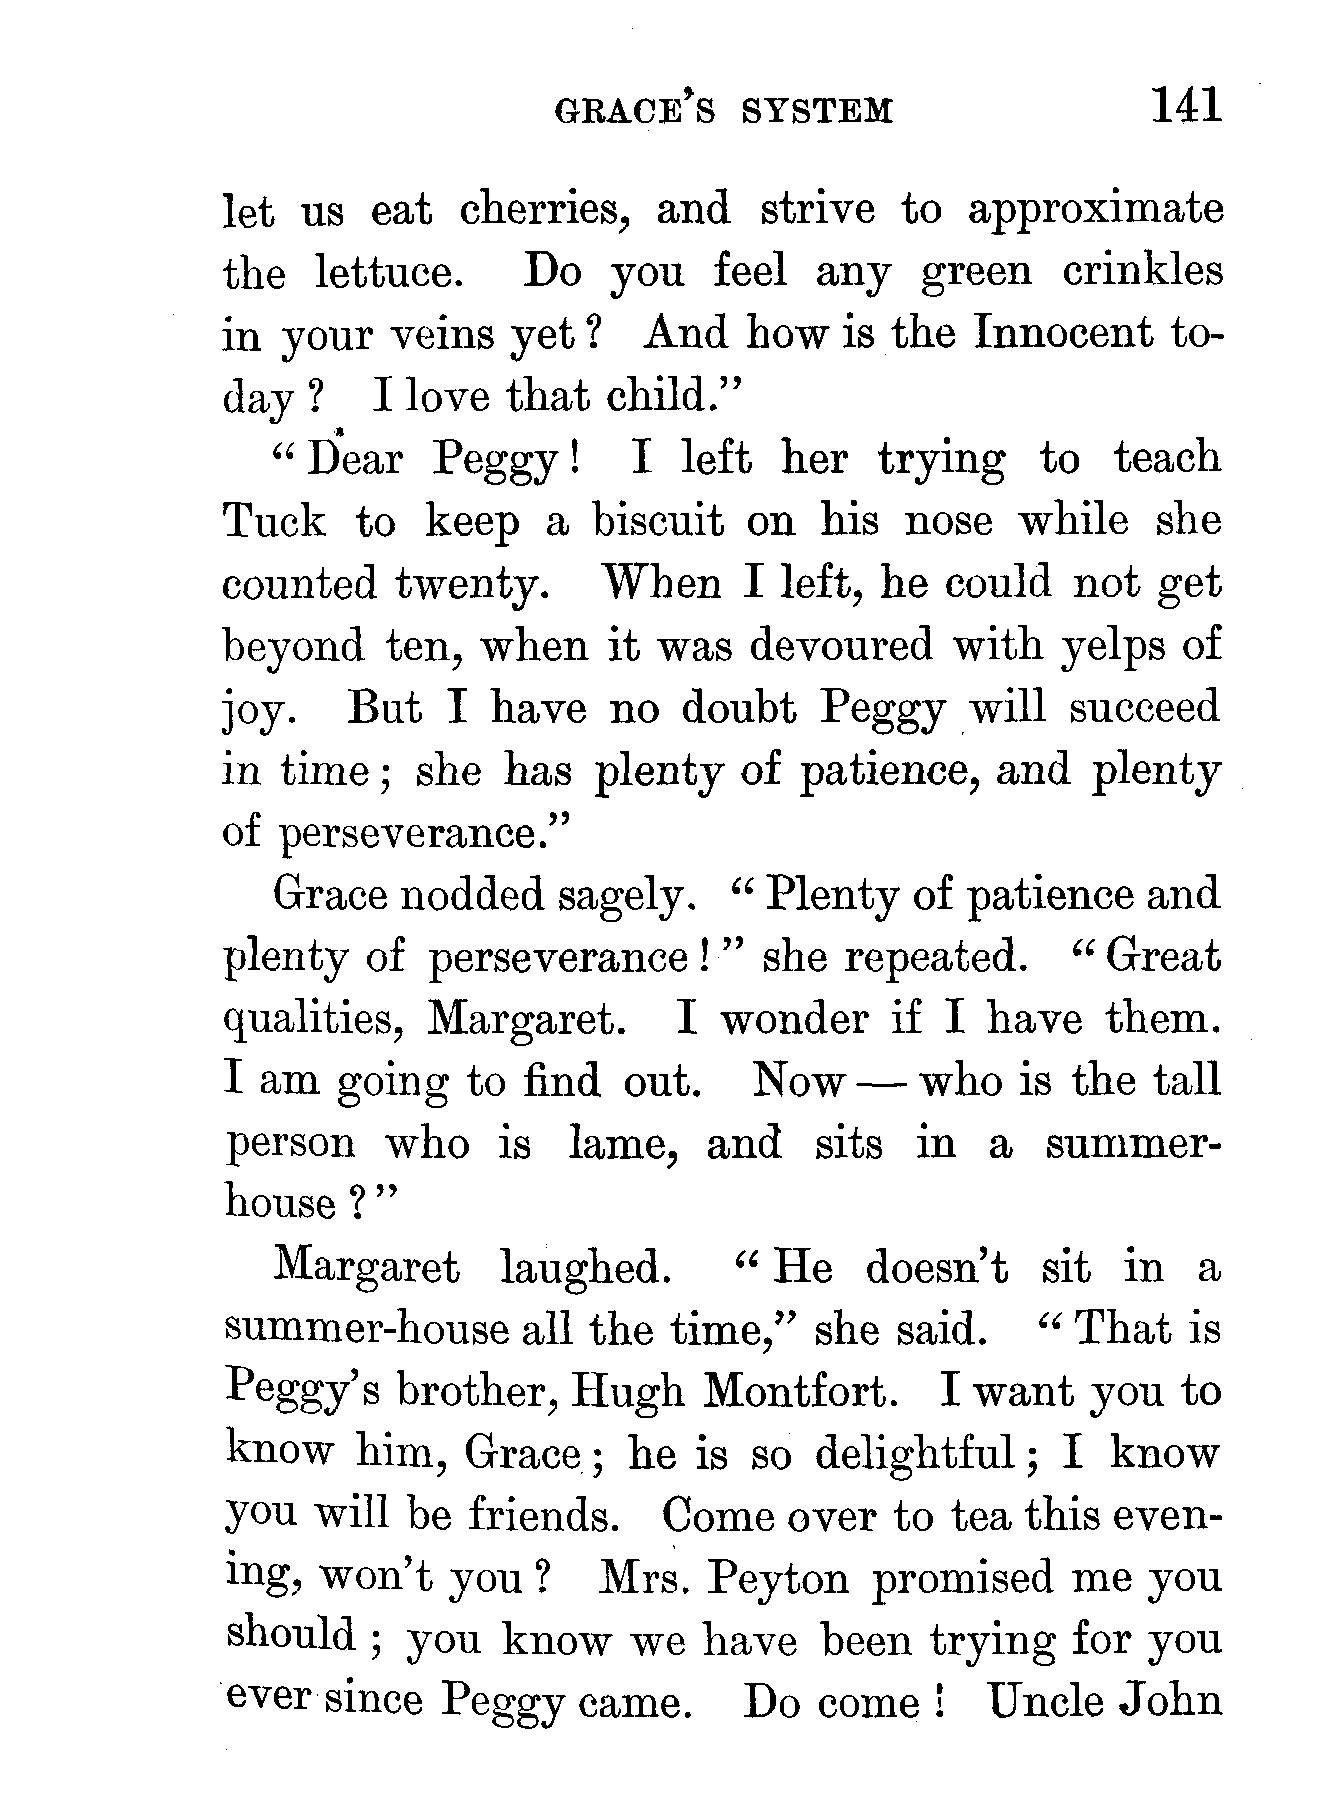 GRACE'S SYSTEM 141
let us eat cherries, and strive to approximate
the lettuce. Do you feel any green crinkles
in your veins yet? And how is the Innocent to-
day? I love that child."
"Dear Peggy! I left her trying to teach
Tuck to keep a biscuit on his nose while she
counted twenty. When I left, he could not get
beyond ten, when it was devoured with yelps of
joy. But I have no doubt Peggy will succeed
in time; she has plenty of patience, and plenty
of perseverance."
Grace nodded sagely. "Plenty of patience and
plenty of perseverance!" she repeated. "Great
qualities, Margaret. I wonder if I have them.
I am going to find out. Now — who is the tall
person who is lame, and sits in a summer-
house?"
Margaret laughed. "He doesn't sit in a
summer-house all the time," she said. "That is
Peggy's brother, Hugh Montfort. I want you to
know him, Grace; he is so delightful; I know
you will be friends. Come over to tea this even-
ing, won't you? Mrs. Peyton promised me you
should; you know we have been trying for you
ever since Peggy came. Do come! Uncle John